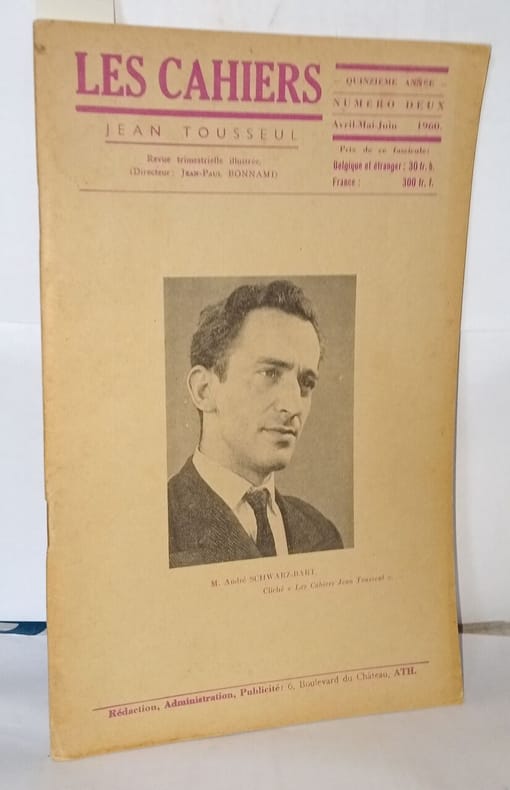 LES CAHIERS
JEAN TOUSSEUL
Revue trimestrielle illustrée.
(Directeur: JEAN-PAUL BONNAMI)
- QUINZIEME ANNEE -
NUMERO DEUX
Avril-Mai-Juin 1960.
Prix de ce fascicule:
Belgique et étranger : 30 fr. b.
France : 300 fr. f.
M. André SCHWARZ-BART.
Cliché « Les Cahiers Jean Tousseul ».
Rédaction, Administration, Publicité: 6, Boulevard du Château, ATH.